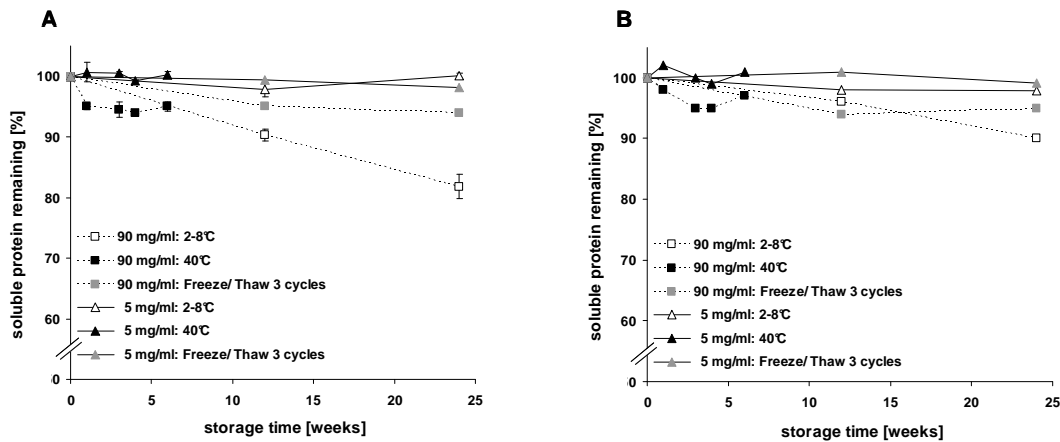 A
soluble protein remaining [%]
100
90
80
70
60
0
90 mg/ml: 2-8°C
90 mg/ml: 40°C
90 mg/ml: Freeze/ Thaw 3 cycles
5 mg/ml: 2-8°C
5 mg/ml: 40°C
5 mg/ml: Freeze/ Thaw 3 cycles
0 5 10 15 20 25
storage time [weeks]
B
soluble protein remaining [%]
100
90
80
70
60
0
90 mg/ml: 2-8°C
90 mg/ml: 40°C
90 mg/ml: Freeze/ Thaw 3 cycles
5 mg/ml: 2-8°C
5 mg/ml: 40°C
5 mg/ml: Freeze/ Thaw 3 cycles
0 5 10 15 20 25
storage time [weeks]